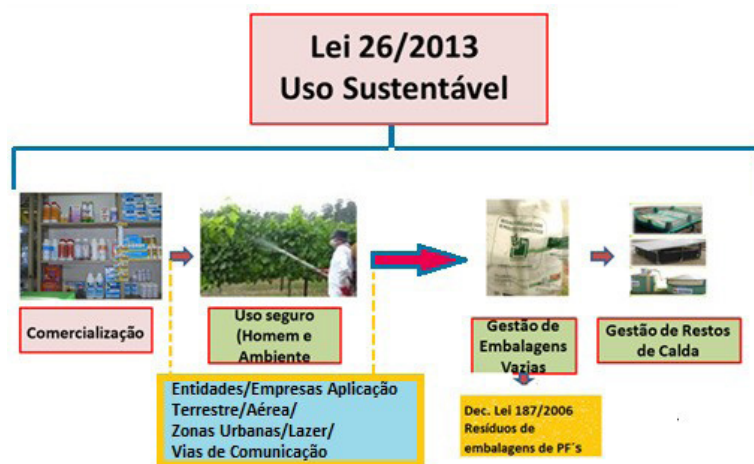 Lei 26/2013
Uso Sustentável
Comercialização
Uso seguro
(Homem e
Ambiente
Gestão de
Embalagens
Vazias
Gestão de Restos
de Calda
Entidades/Empresas Aplicação
Terrestre/Aérea/
Zonas Urbanas/Lazer/
Vias de Comunicação
Dec. Lei 187/2006
Resíduos de
embalagens de PF´s